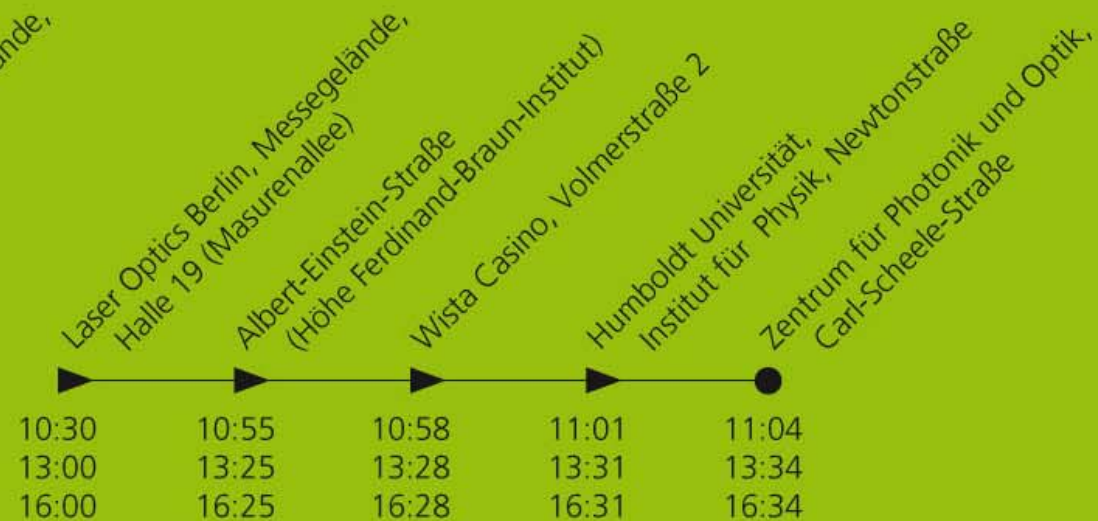 ände,
Laser Optics Berlin, Messegelände,
Halle 19 (Masurenallee)
Albert-Einstein-Straße
(Höhe Ferdinand-Braun-Institut)
Wista Casino, Volmerstraße 2
Humboldt Universität,
Institut für Physik, Newtonstraße
Zentrum für Photonik und Optik,
Carl-Scheele-Straße
10:30 10:55 10:58 11:01 11:04
13:00 13:25 13:28 13:31 13:34
16:00 16:25 16:28 16:31 16:34